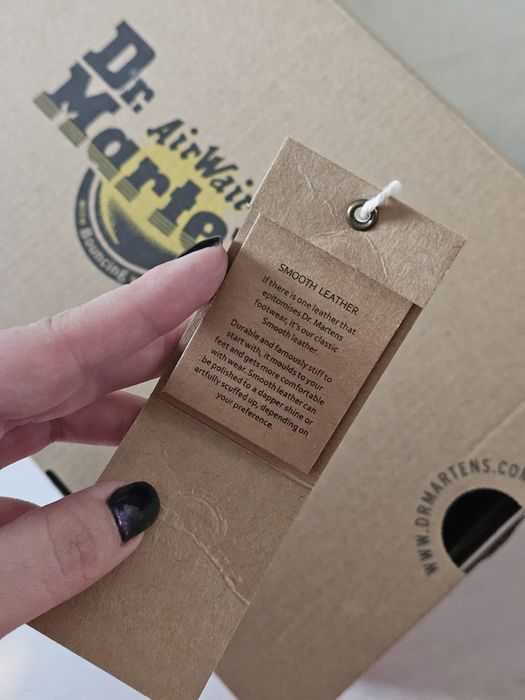 Dr.
Martens
AirWair
SMOOTH LEATHER
If there is one leather that
epitomises Dr. Martens
footwear, it's our classic
Smooth leather.
Durable and famously stiff to
start with, it moulds to your
feet and gets more comfortable
with wear. Smooth leather can
be polished to a dapper shine or
artfully scuffed up, depending on
your preference.
WITH BOUNCING
WWW.DRMARTENS.COM